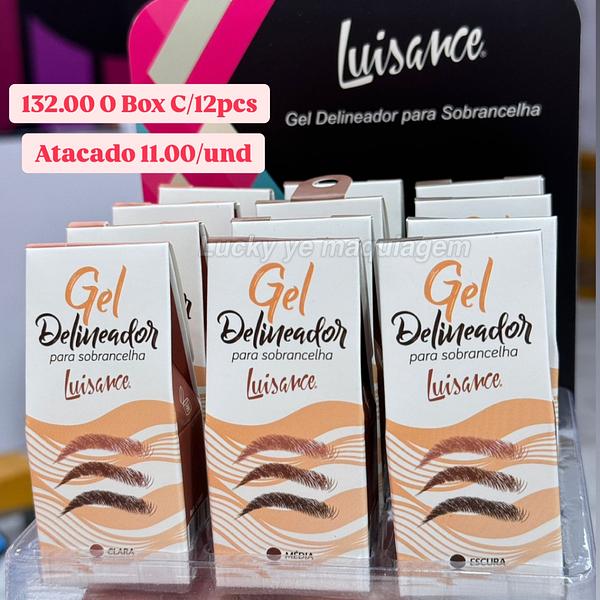 Luisance
Gel Delineador para Sobrancelha
132.00 O Box C/12pcs
Atacado 11.00/und
Lucky ye maquiagem
Gel
Delineador
para sobrancelha
Luisance
CLARA
Gel
Delineador
para sobrancelha
Luisance
MÉDIA
Gel
Delineador
para sobrancelha
Luisance
ESCURA